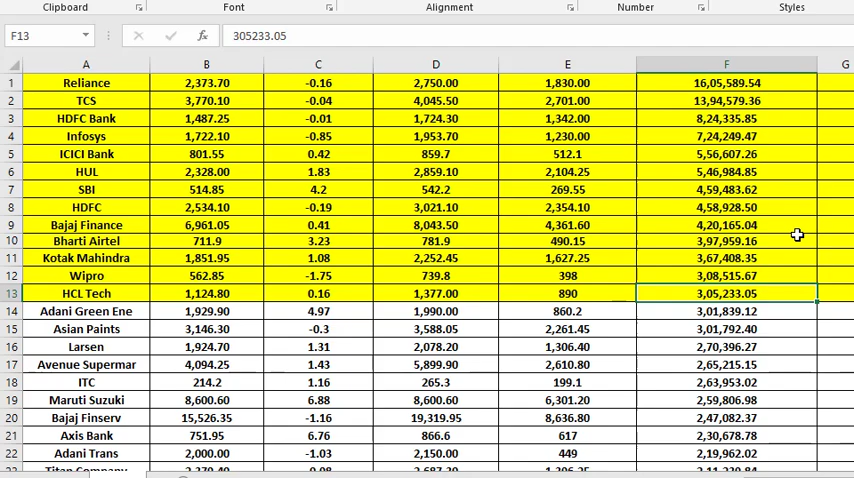 Clipboard Font Alignment Number Styles
F13 fx 305233.05
A B C D E F G
1 Reliance 2,373.70 -0.16 2,750.00 1,830.00 16,05,589.54
2 TCS 3,770.10 -0.04 4,045.50 2,701.00 13,94,579.36
3 HDFC Bank 1,487.25 -0.01 1,724.30 1,342.00 8,24,335.85
4 Infosys 1,722.10 -0.85 1,953.70 1,230.00 7,24,249.47
5 ICICI Bank 801.55 0.42 859.7 512.1 5,56,607.26
6 HUL 2,328.00 1.83 2,859.10 2,104.25 5,46,984.85
7 SBI 514.85 4.2 542.2 269.55 4,59,483.62
8 HDFC 2,534.10 -0.19 3,021.10 2,354.10 4,58,928.50
9 Bajaj Finance 6,961.05 0.41 8,043.50 4,361.60 4,20,165.04
10 Bharti Airtel 711.9 3.23 781.9 490.15 3,97,959.16
11 Kotak Mahindra 1,851.95 1.08 2,252.45 1,627.25 3,67,408.35
12 Wipro 562.85 -1.75 739.8 398 3,08,515.67
13 HCL Tech 1,124.80 0.16 1,377.00 890 3,05,233.05
14 Adani Green Ene 1,929.90 4.97 1,990.00 860.2 3,01,839.12
15 Asian Paints 3,146.30 -0.3 3,588.05 2,261.45 3,01,792.40
16 Larsen 1,924.70 1.31 2,078.20 1,306.40 2,70,396.27
17 Avenue Supermar 4,094.25 1.43 5,899.90 2,610.80 2,65,215.15
18 ITC 214.2 1.16 265.3 199.1 2,63,953.02
19 Maruti Suzuki 8,600.60 6.88 8,600.60 6,301.20 2,59,806.98
20 Bajaj Finserv 15,526.35 -1.16 19,319.95 8,636.80 2,47,082.37
21 Axis Bank 751.95 6.76 866.6 617 2,30,678.78
22 Adani Trans 2,000.00 -1.03 2,150.00 449 2,19,962.02
Titan Company